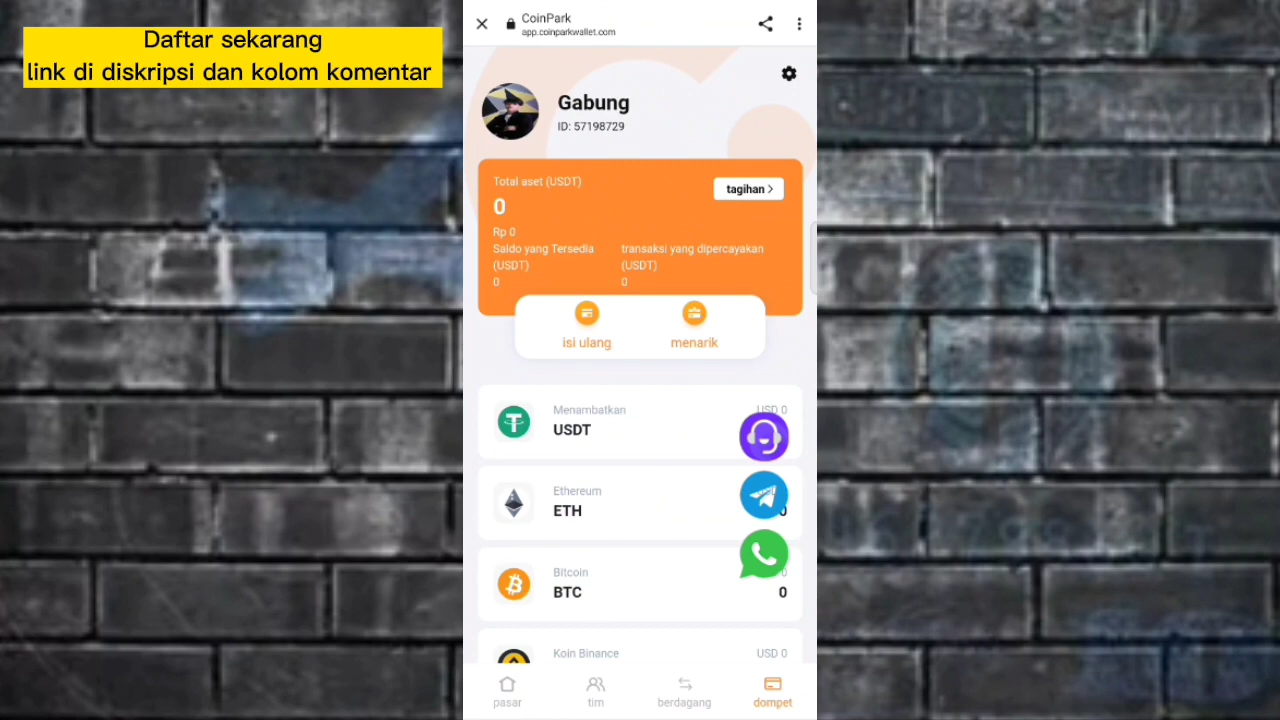 Daftar sekarang
link di diskripsi dan kolom komentar
CoinPark
app.coinparkwallet.com
Gabung
ID: 57198729
Total aset (USDT)
tagihan
0
Rp 0
Saldo yang Tersedia
(USDT)
0
transaksi yang dipercayakan
(USDT)
0
isi ulang
menarik
Menambatkan
USD 0
USDT
Ethereum
ETH
0
Bitcoin
0
BTC
0
Koin Binance
USD 0
pasar
tim
berdagang
dompet